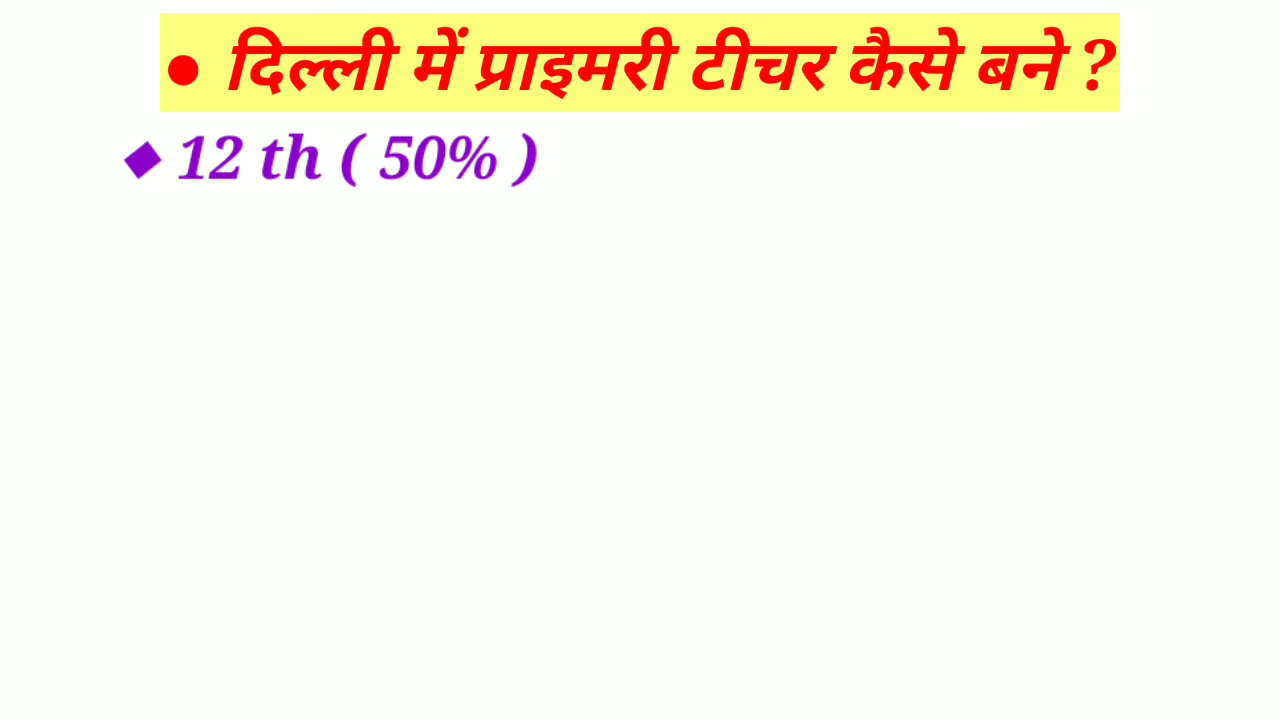 ● दिल्ली में प्राइमरी टीचर कैसे बने ?
◆ 12 th ( 50% )